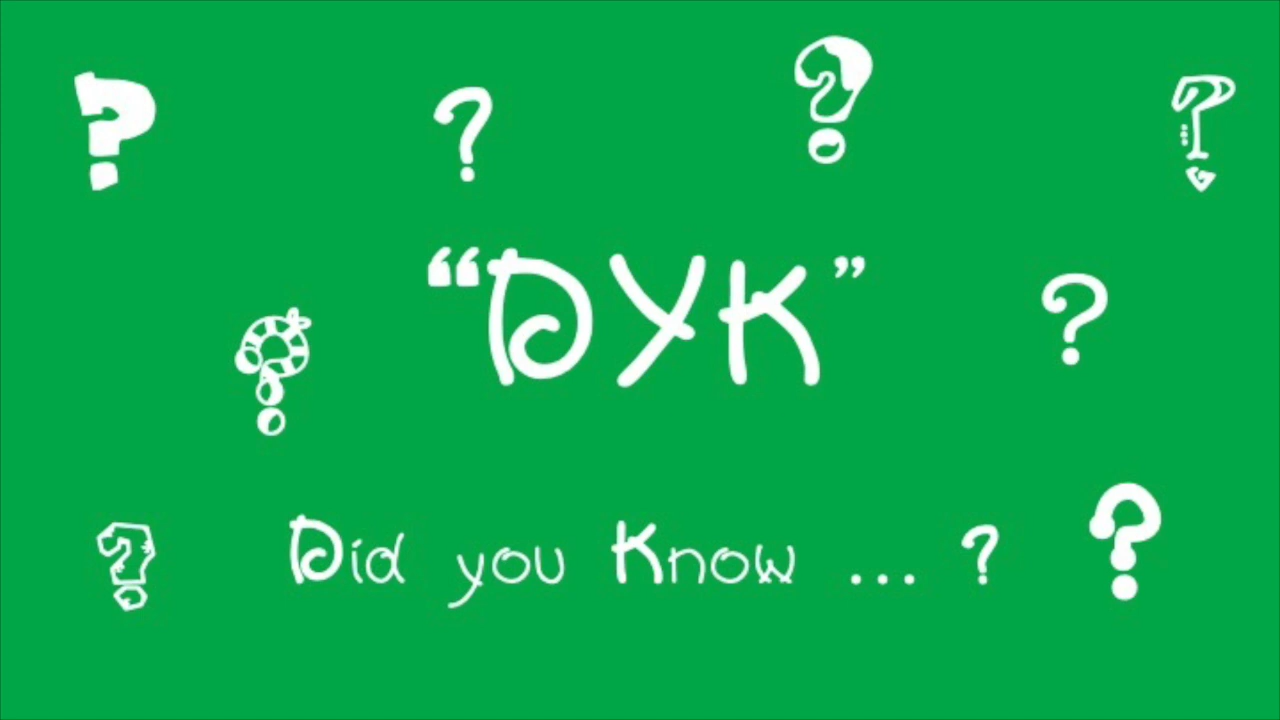 ? ? ? ?
“DYK”
? ?
Did you Know ... ?
? ?